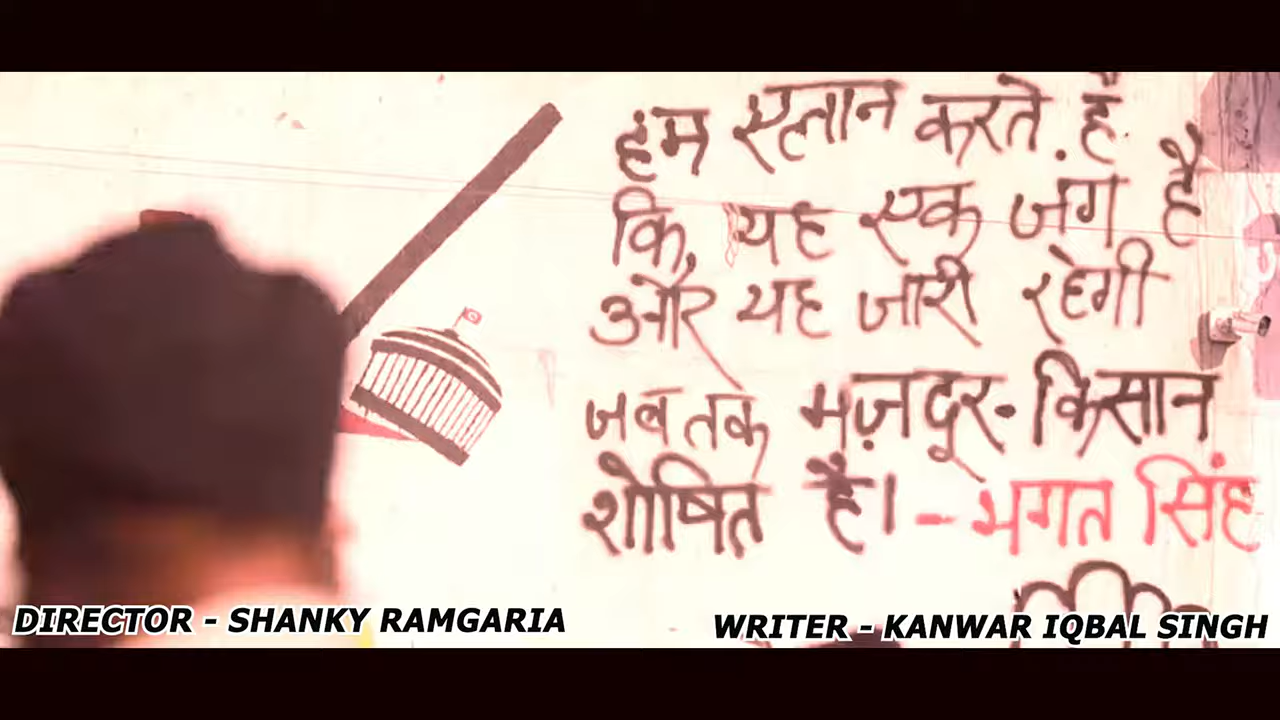 हम एलान करते हैं
कि, यह एक जंग है
और यह जारी रहेगी
जब तक मज़दूर-किसान
शोषित है। - भगत सिंह
DIRECTOR - SHANKY RAMGARIA
WRITER - KANWAR IQBAL SINGH